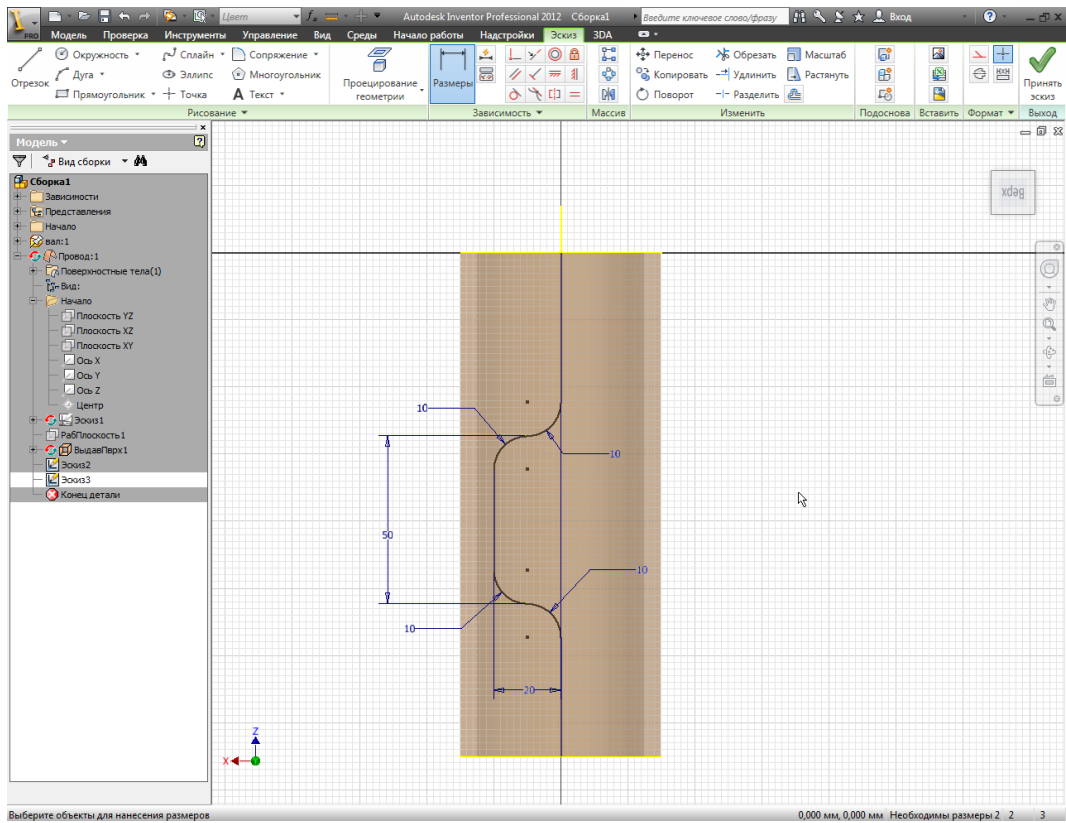 PRO
Цвет
Autodesk Inventor Professional 2012 Сборка1
Введите ключевое слово/фразу
Вход
Модель Проверка Инструменты Управление Вид Среды Начало работы Надстройки Эскиз 3DA
Отрезок
Окружность Сплайн Сопряжение
Дуга Эллипс Многоугольник
Прямоугольник Точка Текст
Проецирование геометрии
Размеры
Перенос Обрезать Масштаб
Копировать Удлинить Растянуть
Поворот Разделить
Принять эскиз
Рисование Зависимость Массив Изменить Подоснова Вставить Формат Выход
Модель
Вид сборки
Сборка1
Зависимости
Представления
Начало
вал:1
Провод:1
Поверхностные тела(1)
Вид:
Начало
Плоскость YZ
Плоскость XZ
Плоскость XY
Ось X
Ось Y
Ось Z
Центр
Эскиз1
РабПлоскость1
ВыдавПврх1
Эскиз2
Эскиз3
Конец детали
Верх
10
10
50
10
10
20
Z
X
Выберите объекты для нанесения размеров
0,000 мм, 0,000 мм Необходимы размеры 2 2 3